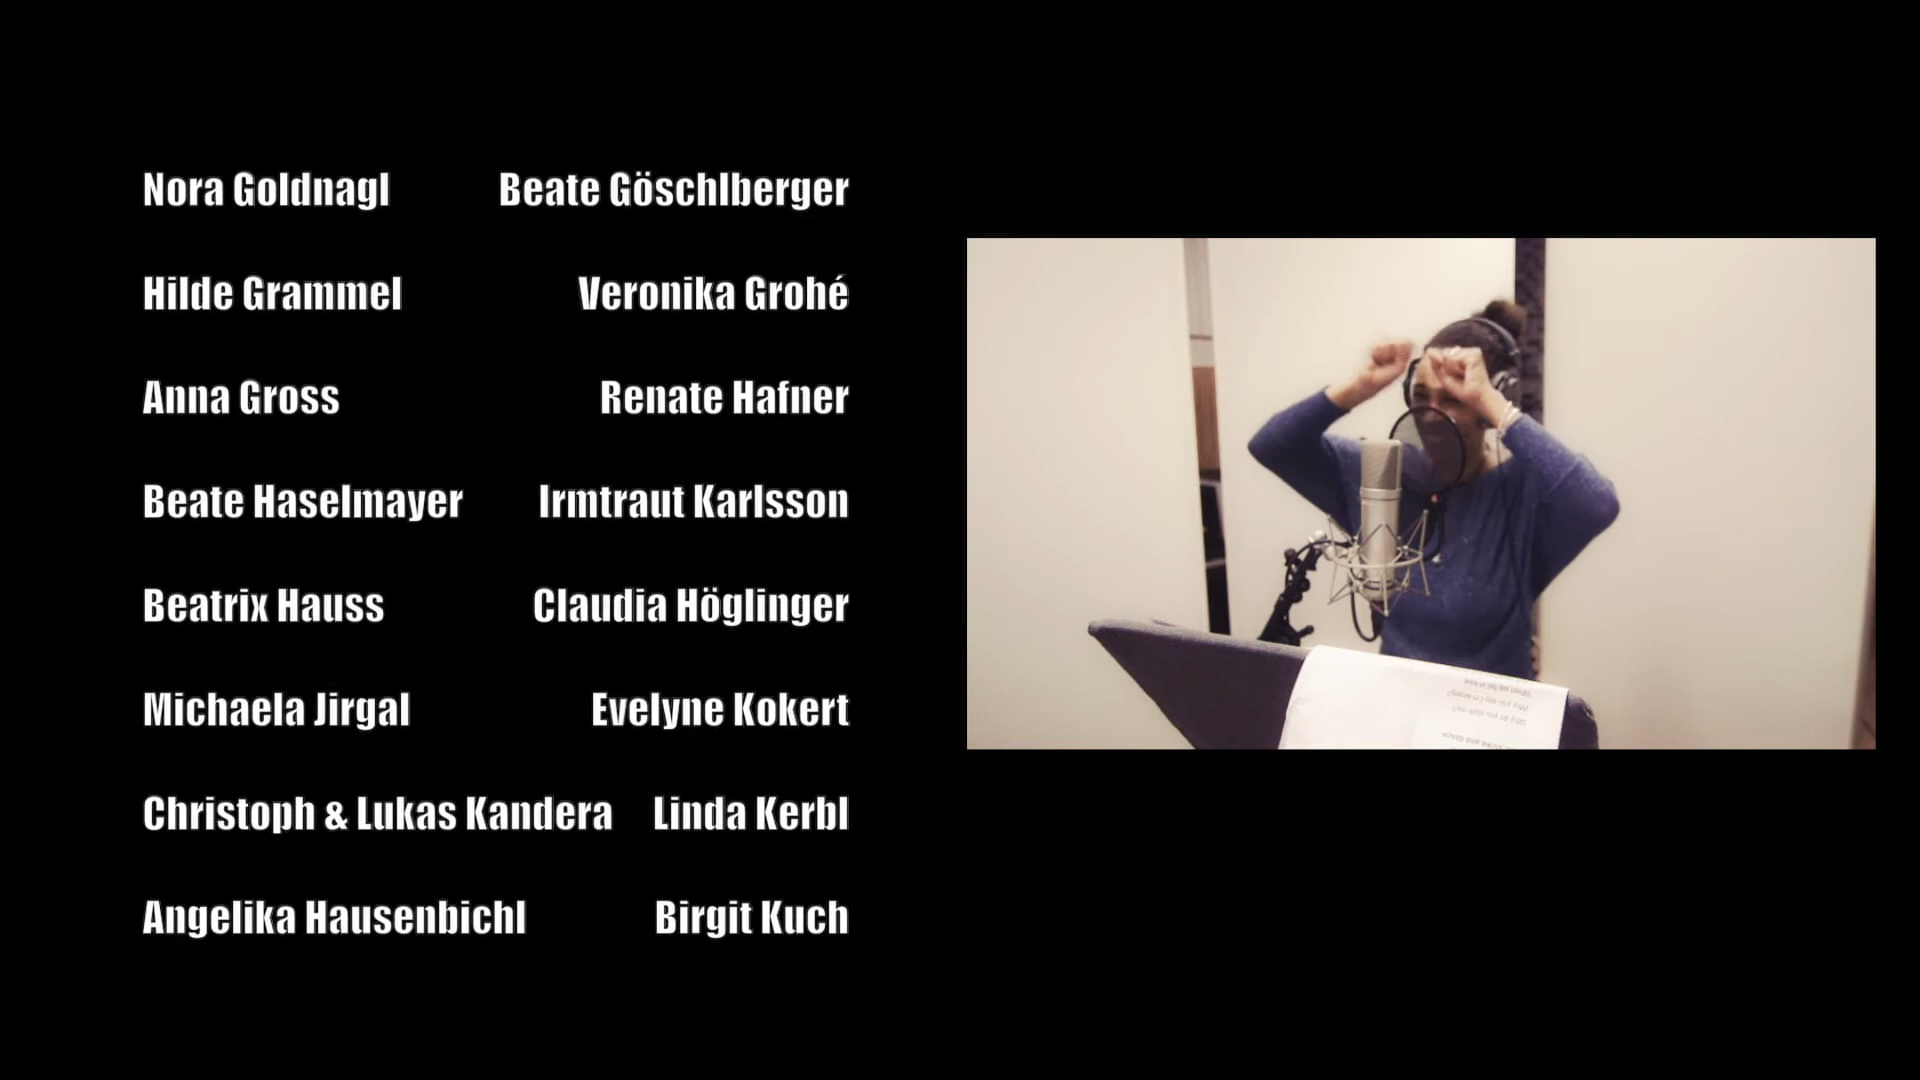 Nora Goldnagl Beate Göschlberger
Hilde Grammel Veronika Grohé
Anna Gross Renate Hafner
Beate Haselmayer Irmtraut Karlsson
Beatrix Hauss Claudia Höglinger
Michaela Jirgal Evelyne Kokert
Christoph & Lukas Kandera Linda Kerbl
Angelika Hausenbichl Birgit Kuch